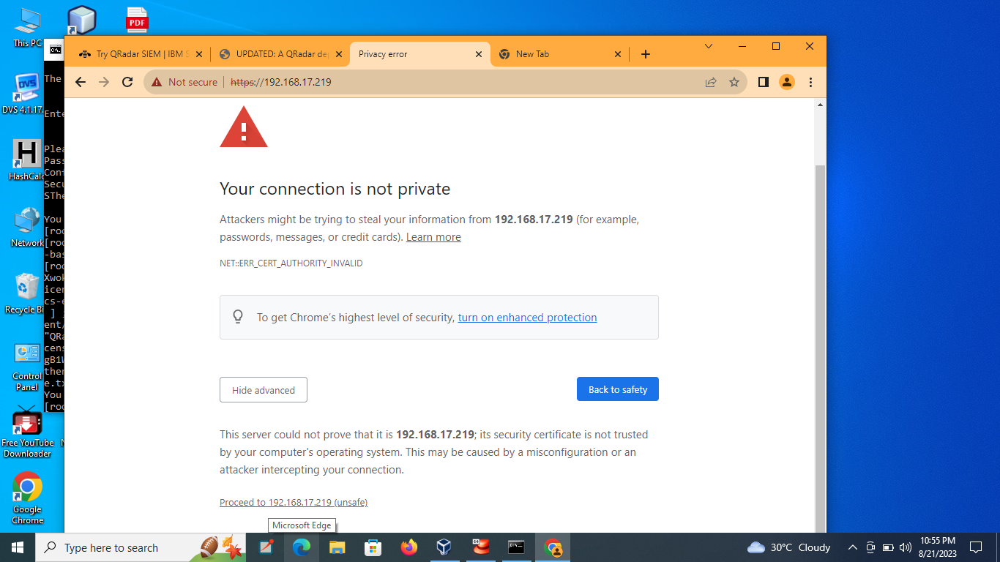 This PC
PDF
Try QRadar SIEM | IBM S
UPDATED: A QRadar de
Privacy error
New Tab
Not secure
https://192.168.17.219
The
DVS
DVS 4.1.17.
Ente
Plea
Pass
Conf
Secu
SThe
H
HashCalc
You
[roo
[roo
-bas
[roo
Xwok
icen
cs-e
] 
ent/
"QRa
cens
gB1W
ther
e.tx
You
[roo
Network
Recycle Bi
Control
Panel
Free YouTube
Downloader
N
Google
Chrome
Your connection is not private
Attackers might be trying to steal your information from 192.168.17.219 (for example,
passwords, messages, or credit cards). Learn more
NET::ERR_CERT_AUTHORITY_INVALID
To get Chrome's highest level of security, turn on enhanced protection
Hide advanced
Back to safety
This server could not prove that it is 192.168.17.219; its security certificate is not trusted
by your computer's operating system. This may be caused by a misconfiguration or an
attacker intercepting your connection.
Proceed to 192.168.17.219 (unsafe)
Microsoft Edge
Type here to search
64
30°C Cloudy
10:55 PM
8/21/2023